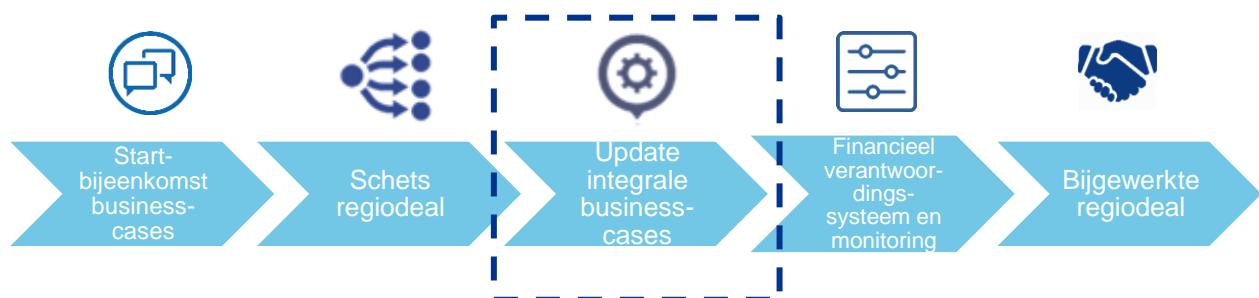 Start-
bijeenkomst
business-
cases
Schets
regiodeal
Update
integrale
business-
cases
Financieel
verantwoor-
dings-
systeem en
monitoring
Bijgewerkte
regiodeal